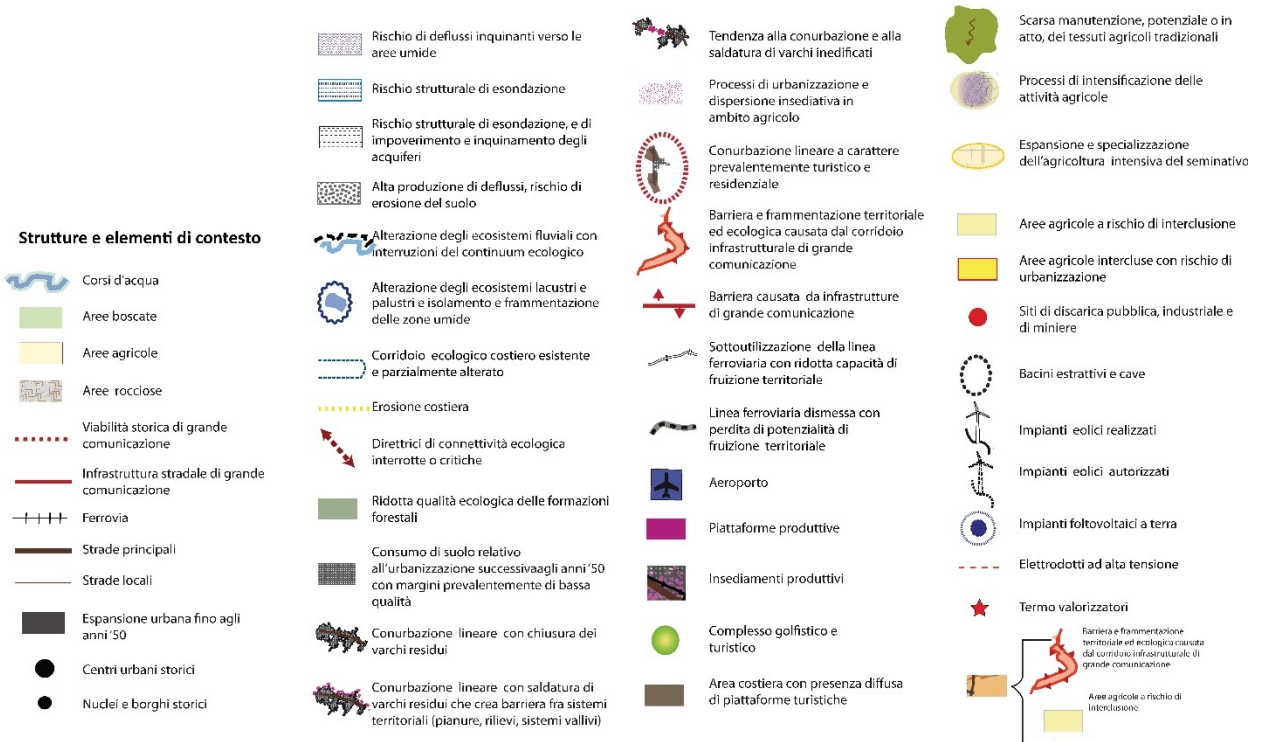 Strutture e elementi di contesto
Corsi d'acqua
Aree boscate
Aree agricole
Aree rocciose
Viabilità storica di grande
comunicazione
Infrastruttura stradale di grande
comunicazione
Ferrovia
Strade principali
Strade locali
Espansione urbana fino agli
anni '50
Centri urbani storici
Nuclei e borghi storici
Rischio di deflussi inquinanti verso le
aree umide
Rischio strutturale di esondazione
Rischio strutturale di esondazione, e di
impoverimento e inquinamento degli
acquiferi
Alta produzione di deflussi, rischio di
erosione del suolo
Alterazione degli ecosistemi fluviali con
interruzioni del continuum ecologico
Alterazione degli ecosistemi lacustri e
palustri e isolamento e frammentazione
delle zone umide
Corridoio ecologico costiero esistente
e parzialmente alterato
Erosione costiera
Direttrici di connettività ecologica
interrotte o critiche
Ridotta qualità ecologica delle formazioni
forestali
Consumo di suolo relativo
all'urbanizzazione successivaagli anni '50
con margini prevalentemente di bassa
qualità
Conurbazione lineare con chiusura dei
varchi residui
Conurbazione lineare con saldatura di
varchi residui che crea barriera fra sistemi
territoriali (pianure, rilievi, sistemi vallivi)
Tendenza alla conurbazione e alla
saldatura di varchi inedificati
Processi di urbanizzazione e
dispersione insediativa in
ambito agricolo
Conurbazione lineare a carattere
prevalentemente turistico e
residenziale
Barriera e frammentazione territoriale
ed ecologica causata dal corridoio
infrastrutturale di grande
comunicazione
Barriera causata da infrastrutture
di grande comunicazione
Sottoutilizzazione della linea
ferroviaria con ridotta capacità di
fruizione territoriale
Linea ferroviaria dismessa con
perdita di potenzialità di
fruizione territoriale
Aeroporto
Piattaforme produttive
Insediamenti produttivi
Complesso golfistico e
turistico
Area costiera con presenza diffusa
di piattaforme turistiche
Scarsa manutenzione, potenziale o in
atto, dei tessuti agricoli tradizionali
Processi di intensificazione delle
attività agricole
Espansione e specializzazione
dell'agricoltura intensiva del seminativo
Aree agricole a rischio di interclusione
Aree agricole intercluse con rischio di
urbanizzazione
Siti di discarica pubblica, industriale e
di miniere
Bacini estrattivi e cave
Impianti eolici realizzati
Impianti eolici autorizzati
Impianti foltovoltaici a terra
Elettrodotti ad alta tensione
Termo valorizzatori
Barriera e frammentazione
territoriale ed ecologica causata
dal corridoio infrastrutturale di
grande comunicazione
Aree agricole a rischio di
interclusione